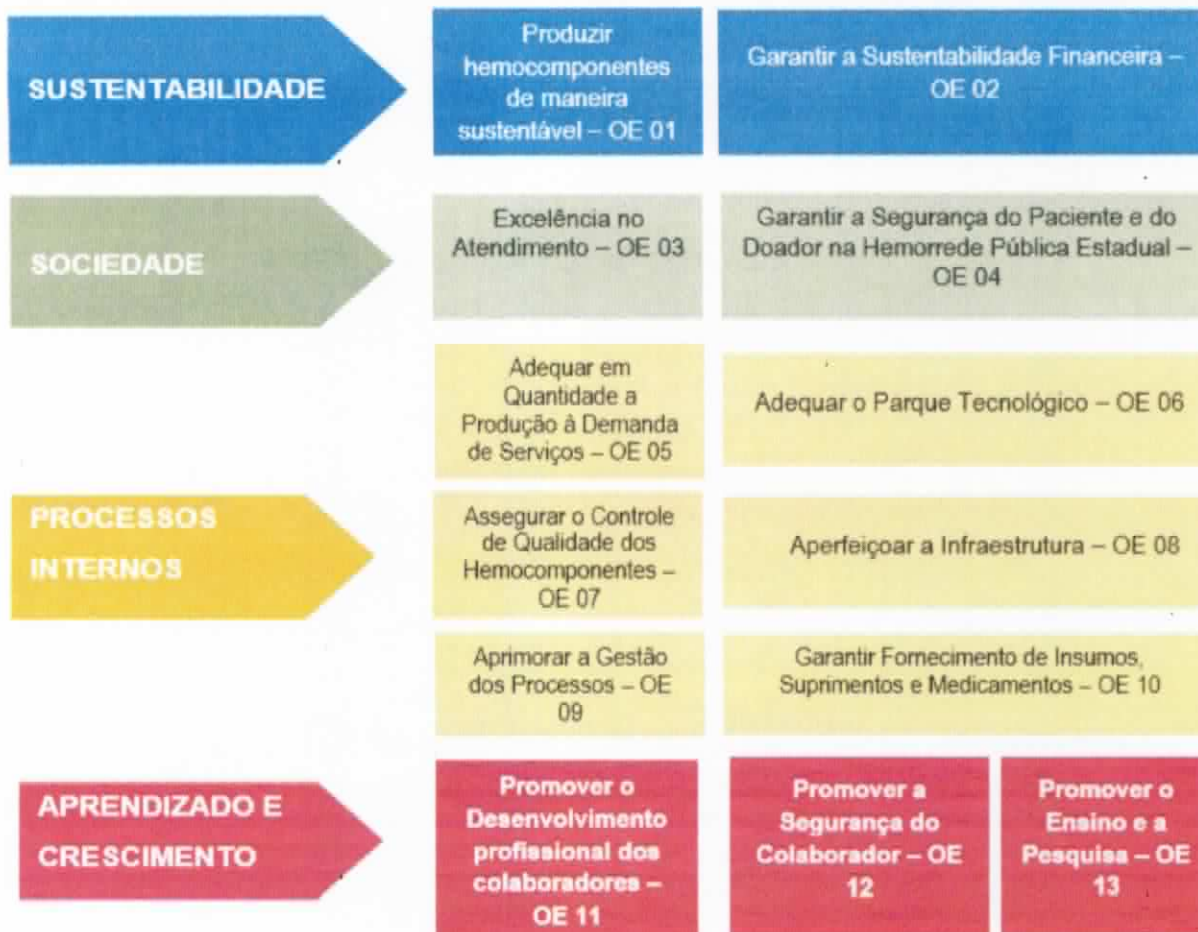 SUSTENTABILIDADE
Produzir
hemocomponentes
de maneira
sustentável – OE 01
Garantir a Sustentabilidade Financeira –
OE 02
SOCIEDADE
Excelência no
Atendimento – OE 03
Garantir a Segurança do Paciente e do
Doador na Hemorrede Pública Estadual –
OE 04
PROCESSOS
INTERNOS
Adequar em
Quantidade a
Produção à Demanda
de Serviços – OE 05
Adequar o Parque Tecnológico – OE 06
Assegurar o Controle
de Qualidade dos
Hemocomponentes –
OE 07
Aperfeiçoar a Infraestrutura – OE 08
Aprimorar a Gestão
dos Processos – OE
09
Garantir Fornecimento de Insumos,
Suprimentos e Medicamentos – OE 10
APRENDIZADO E
CRESCIMENTO
Promover o
Desenvolvimento
profissional dos
colaboradores –
OE 11
Promover a
Segurança do
Colaborador – OE
12
Promover o
Ensino e a
Pesquisa – OE
13